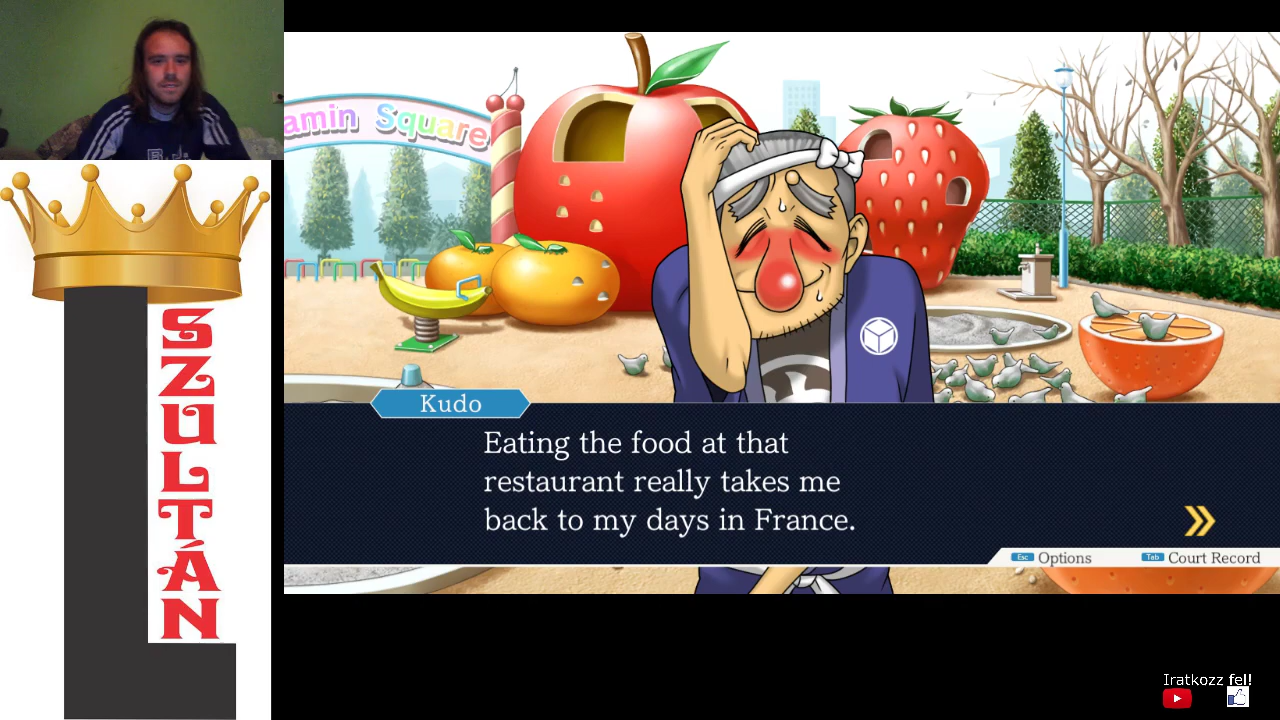 amin Square
SZULTÁN
Kudo
Eating the food at that
restaurant really takes me
back to my days in France.
Esc Options
Tab Court Record
Iratkozz fel!